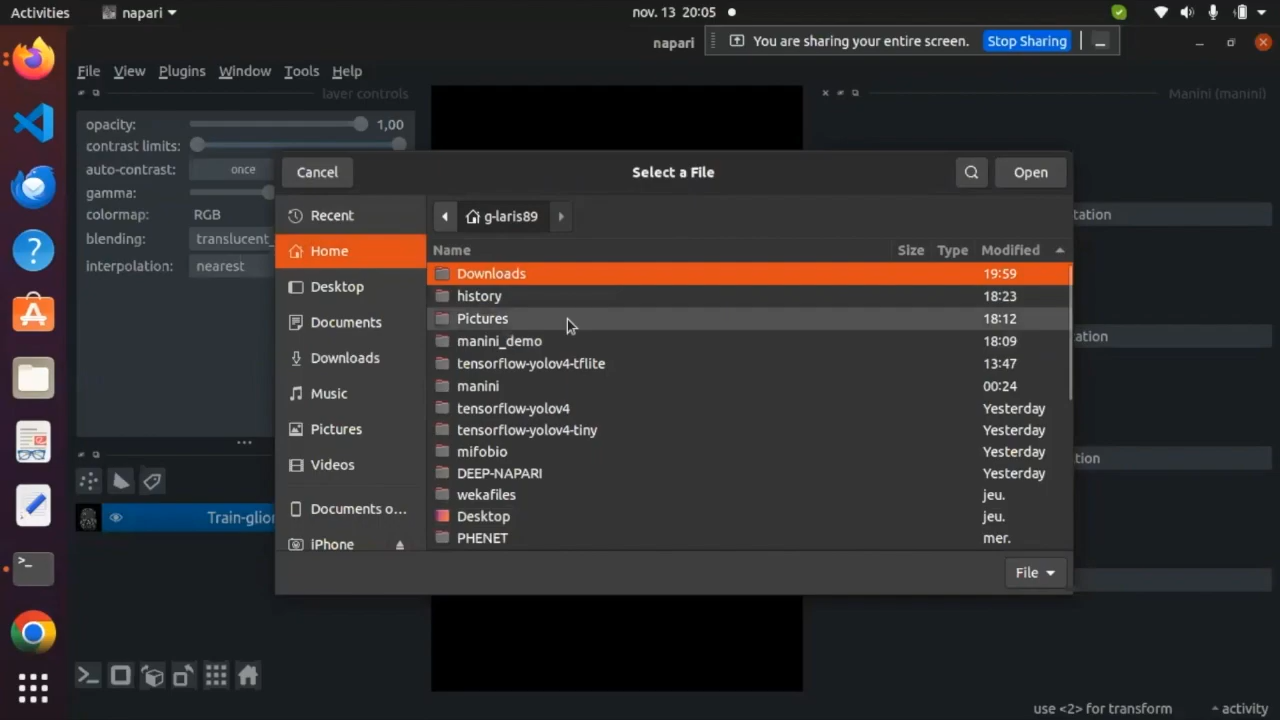 Activities
napari
nov. 13 20:05
napari
You are sharing your entire screen.
Stop Sharing
File View Plugins Window Tools Help
layer controls
Manini (manini)
opacity:
1,00
contrast limits:
auto-contrast:
once
gamma:
colormap:
RGB
blending:
translucent_
interpolation:
nearest
Cancel
Select a File
Open
Recent
Home
Desktop
Documents
Downloads
Music
Pictures
Videos
Documents o...
iPhone
g-laris89
Name Size Type Modified
Downloads 19:59
history 18:23
Pictures 18:12
manini_demo 18:09
tensorflow-yolov4-tflite 13:47
manini 00:24
tensorflow-yolov4 Yesterday
tensorflow-yolov4-tiny Yesterday
mifobio Yesterday
DEEP-NAPARI Yesterday
wekafiles jeu.
Desktop jeu.
PHENET mer.
File
tation
ation
tion
Train-glior
use <2> for transform
activity